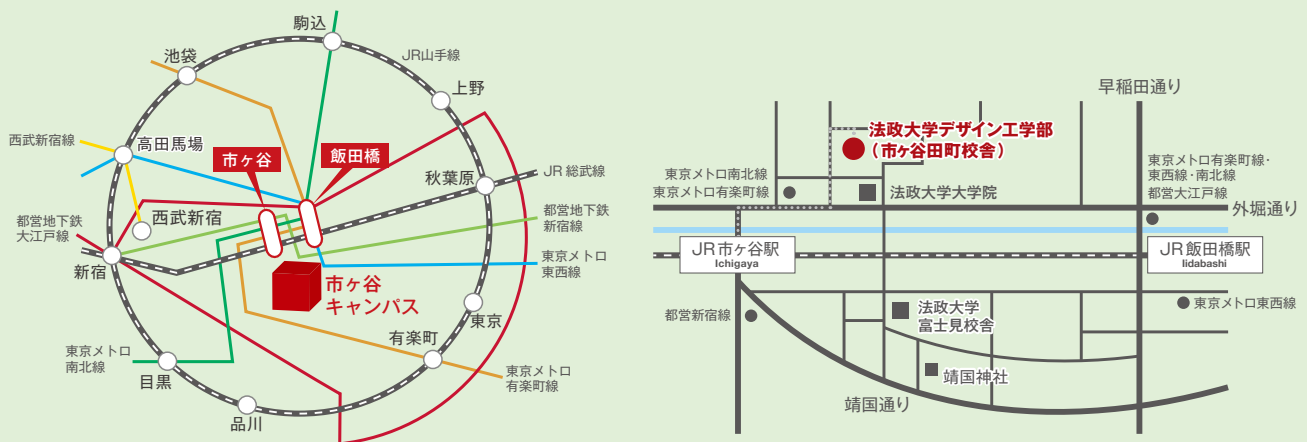 駒込
池袋
JR山手線
上野
西武新宿線
高田馬場
市ヶ谷
飯田橋
秋葉原
JR 総武線
西武新宿
都営地下鉄
大江戸線
新宿
都営地下鉄
新宿線
東京メトロ
東西線
市ヶ谷
キャンパス
東京
有楽町
東京メトロ
南北線
目黒
品川
東京メトロ
有楽町線
早稲田通り
法政大学デザイン工学部
(市ヶ谷田町校舎)
東京メトロ南北線
東京メトロ有楽町線
法政大学大学院
東京メトロ有楽町線・
東西線・南北線
都営大江戸線
外堀通り
JR市ヶ谷駅
Ichigaya
JR飯田橋駅
Iidabashi
都営新宿線
法政大学
富士見校舎
東京メトロ東西線
靖国神社
靖国通り